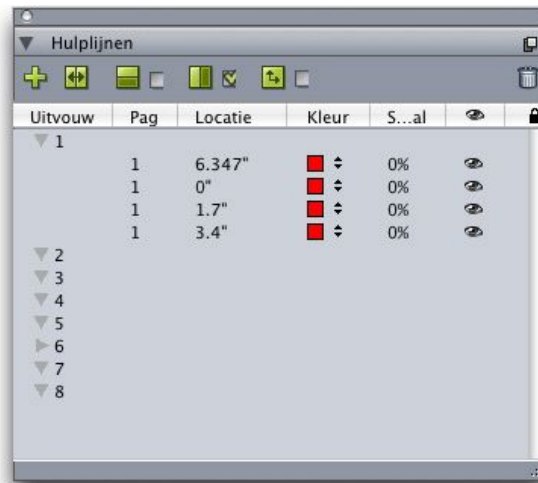 Hulplijnen
Uitvouw Pag Locatie Kleur S...al
1
1 6.347" 0%
1 0" 0%
1 1.7" 0%
1 3.4" 0%
2
3
4
5
6
7
8